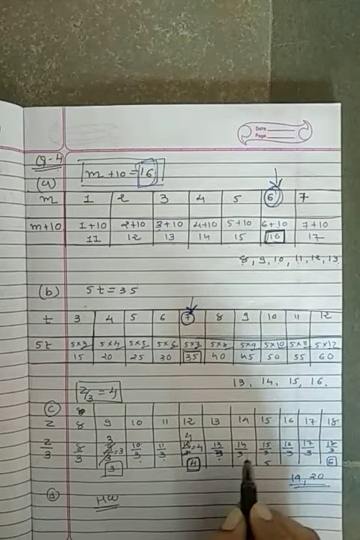 Date
Page
Q-4
m+10 = 16
(a)
m 1 2 3 4 5 6 7
m+10 1+10 2+10 3+10 4+10 5+10 6+10 7+10
11 12 13 14 15 16 17
8, 9, 10, 11, 12, 13
(b) 5t = 35
t 3 4 5 6 7 8 9 10 11 12
5t 5×3 5×4 5×5 5×6 5×7 5×8 5×9 5×10 5×11 5×12
15 20 25 30 35 40 45 50 55 60
13, 14, 15, 16.
z/3 = 4
(c)
z 8 9 10 11 12 13 14 15 16 17 18
z/3 8/3 9/3=3 10/3 11/3 12/3=4 13/3 14/3 15/3 16/3 17/3 18/3
3 4 5 6
19, 20
(d) HW